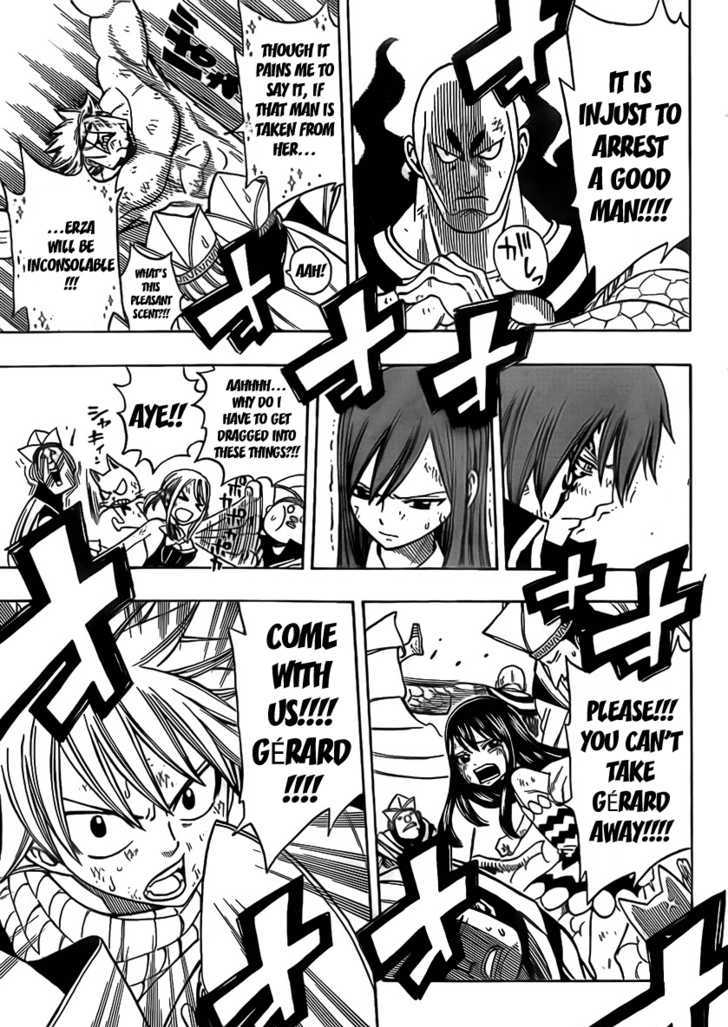 IT IS
INJUST TO
ARREST
A GOOD
MAN!!!!
THOUGH IT
PAINS ME TO
SAY IT, IF
THAT MAN IS
TAKEN FROM
HER...
...ERZA
WILL BE
INCONSOLABLE
!!!
WHAT'S
THIS
PLEASANT
SCENT?!!
AAH!
AAHHHH...
WHY DO I
HAVE TO GET
DRAGGED INTO
THESE THINGS?!!
AYE!!
PLEASE!!!
YOU CAN'T
TAKE
GÉRARD
AWAY!!!!
COME
WITH
US!!!!
GÉRARD
!!!!